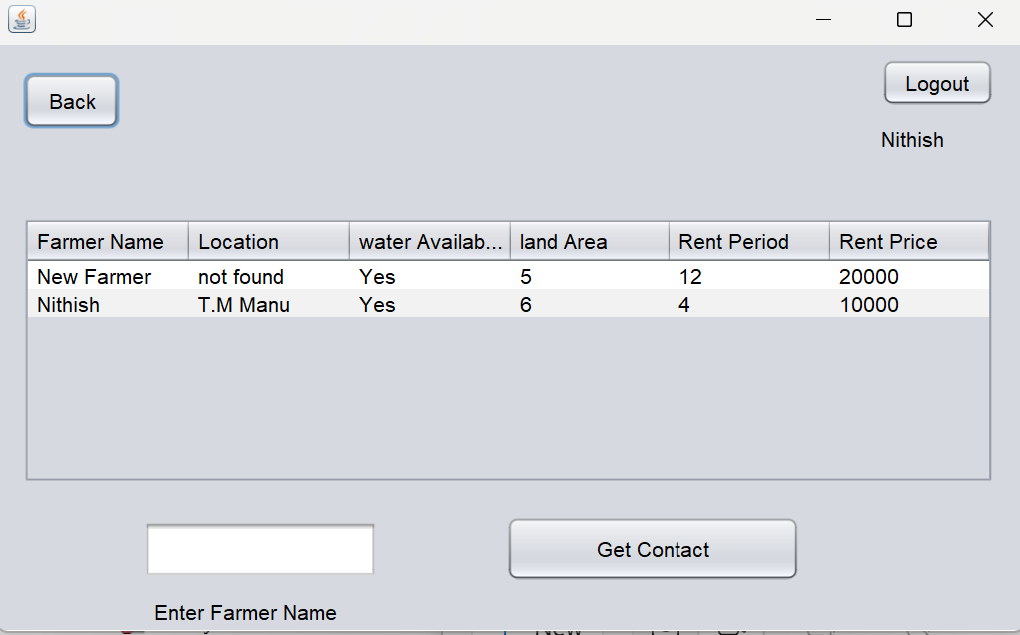 Back
Logout
Nithish
Farmer Name Location water Availab... land Area Rent Period Rent Price
New Farmer not found Yes 5 12 20000
Nithish T.M Manu Yes 6 4 10000
Get Contact
Enter Farmer Name